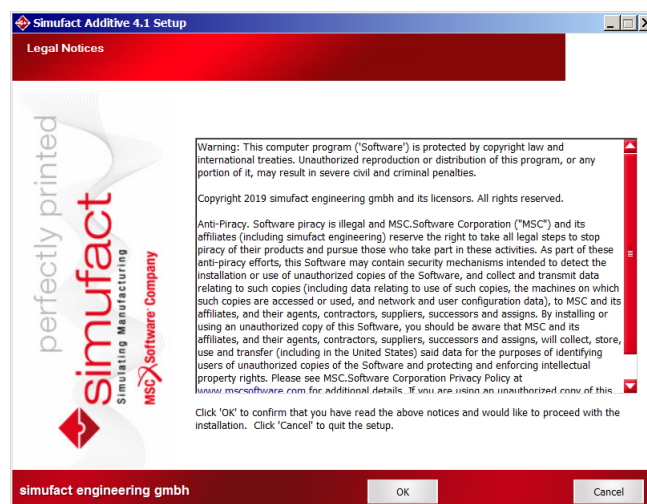 Simufact Additive 4.1 Setup
Legal Notices
perfectly printed
simufact
Simulating Manufacturing
MSC Software Company
Warning: This computer program ('Software') is protected by copyright law and
international treaties. Unauthorized reproduction or distribution of this program, or any
portion of it, may result in severe civil and criminal penalties.
Copyright 2019 simufact engineering gmbh and its licensors. All rights reserved.
Anti-Piracy. Software piracy is illegal and MSC.Software Corporation ("MSC") and its
affiliates (including simufact engineering) reserve the right to take all legal steps to stop
piracy of their products and pursue those who take part in these activities. As part of these
anti-piracy efforts, this Software may contain security mechanisms intended to detect the
installation or use of unauthorized copies of the Software, and collect and transmit data
relating to such copies (including data relating to use of such copies, the machines on which
such copies are accessed or used, and network and user configuration data), to MSC and its
affiliates, and their agents, contractors, suppliers, successors and assigns. By installing or
using an unauthorized copy of this Software, you should be aware that MSC and its
affiliates, and their agents, contractors, suppliers, successors and assigns, will collect, store,
use and transfer (including in the United States) said data for the purposes of identifying
users of unauthorized copies of the Software and protecting and enforcing intellectual
property rights. Please see MSC.Software Corporation Privacy Policy at
www.mscsoftware.com for additional details. If you are using an unauthorized copy of this
Click 'OK' to confirm that you have read the above notices and would like to proceed with the
installation. Click 'Cancel' to quit the setup.
simufact engineering gmbh
OK
Cancel